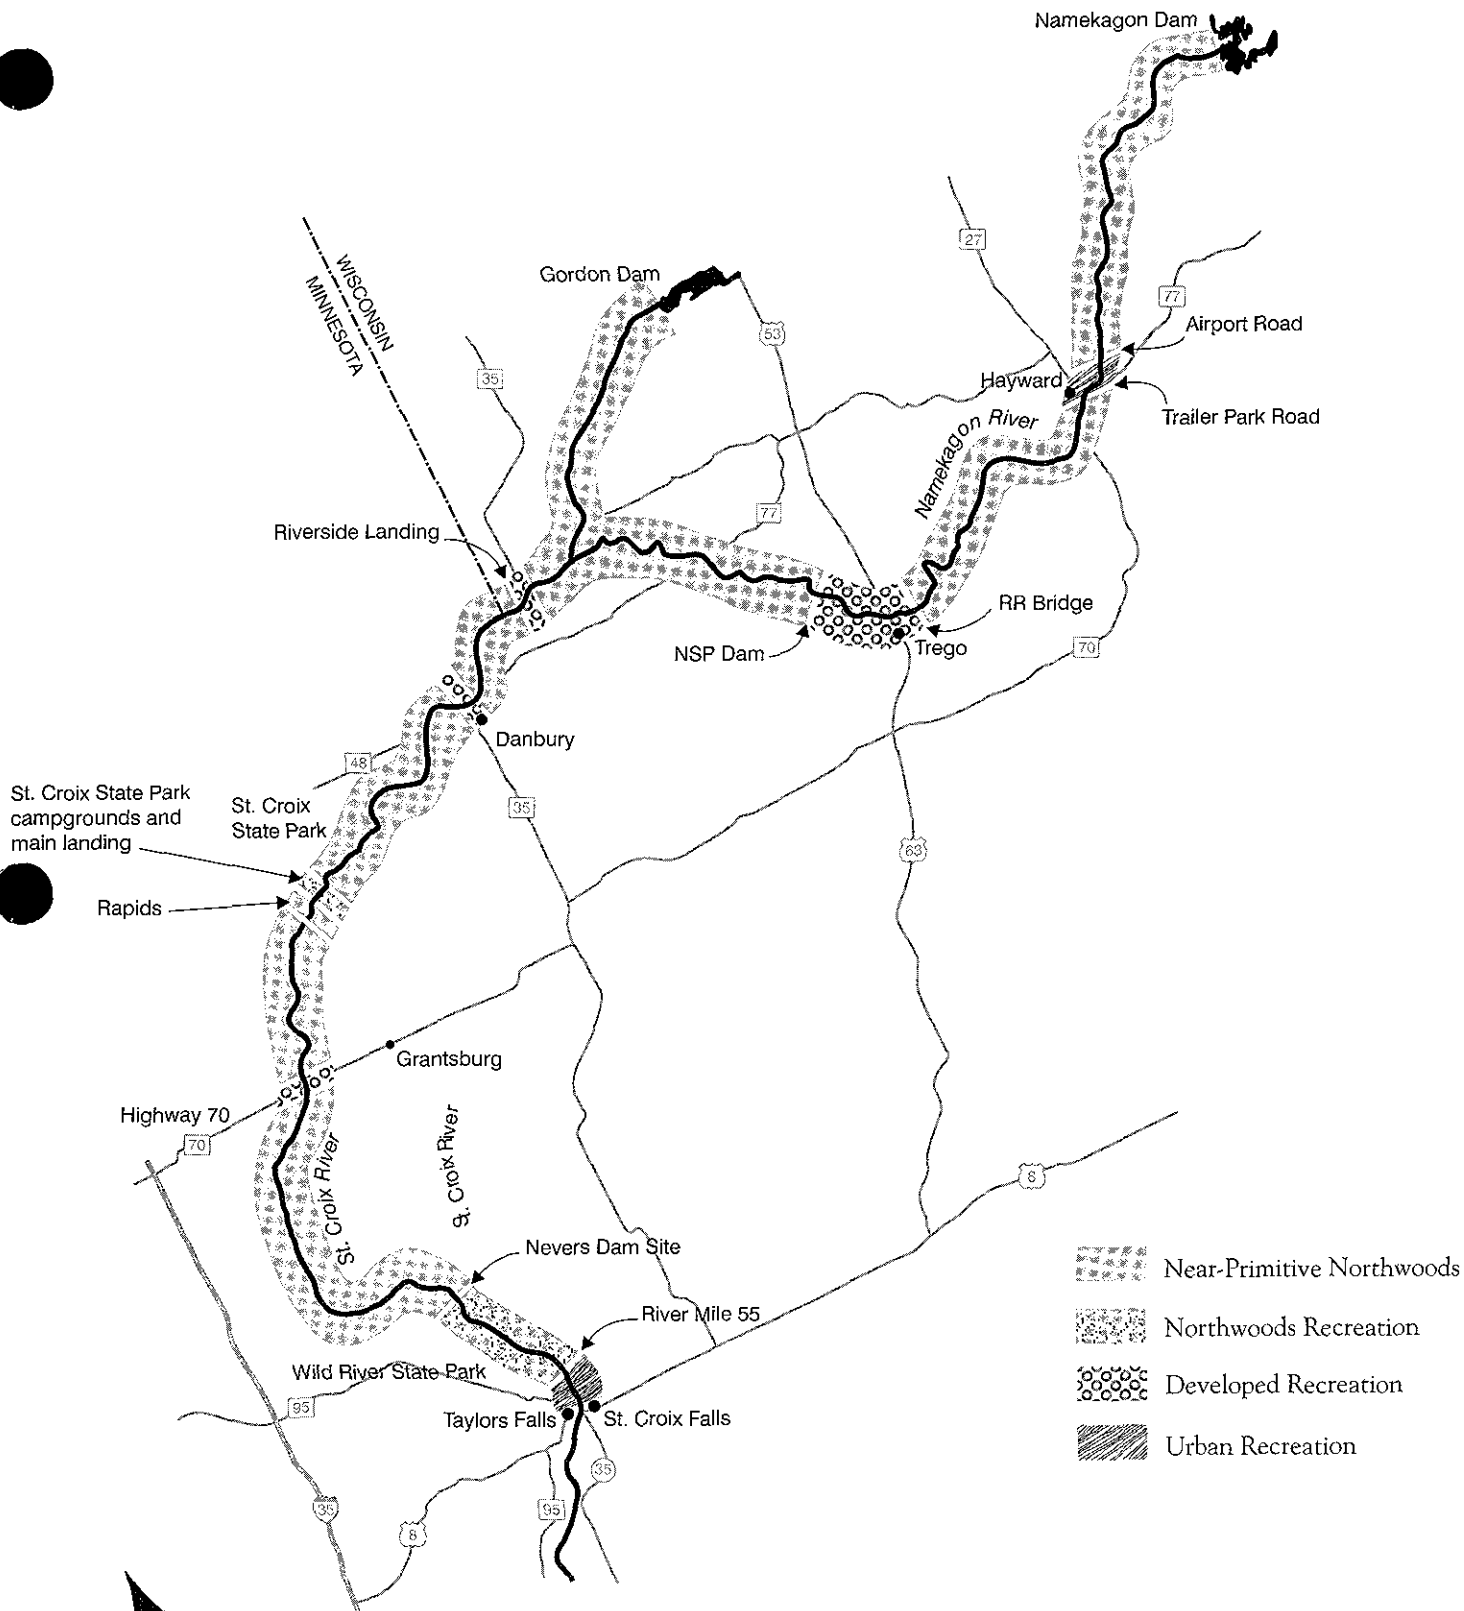 Namekagon Dam
27
WISCONSIN
MINNESOTA
Gordon Dam
77
53
Airport Road
35
Hayward
Trailer Park Road
Namekagon River
77
Riverside Landing
RR Bridge
NSP Dam
Trego
70
Danbury
48
St. Croix State Park
campgrounds and
main landing
St. Croix
State Park
35
63
Rapids
Grantsburg
Highway 70
70
St. Croix River
St. Croix River
8
Nevers Dam Site
River Mile 55
Wild River State Park
95
Taylors Falls
St. Croix Falls
35
95
35
8
Near-Primitive Northwoods
Northwoods Recreation
Developed Recreation
Urban Recreation